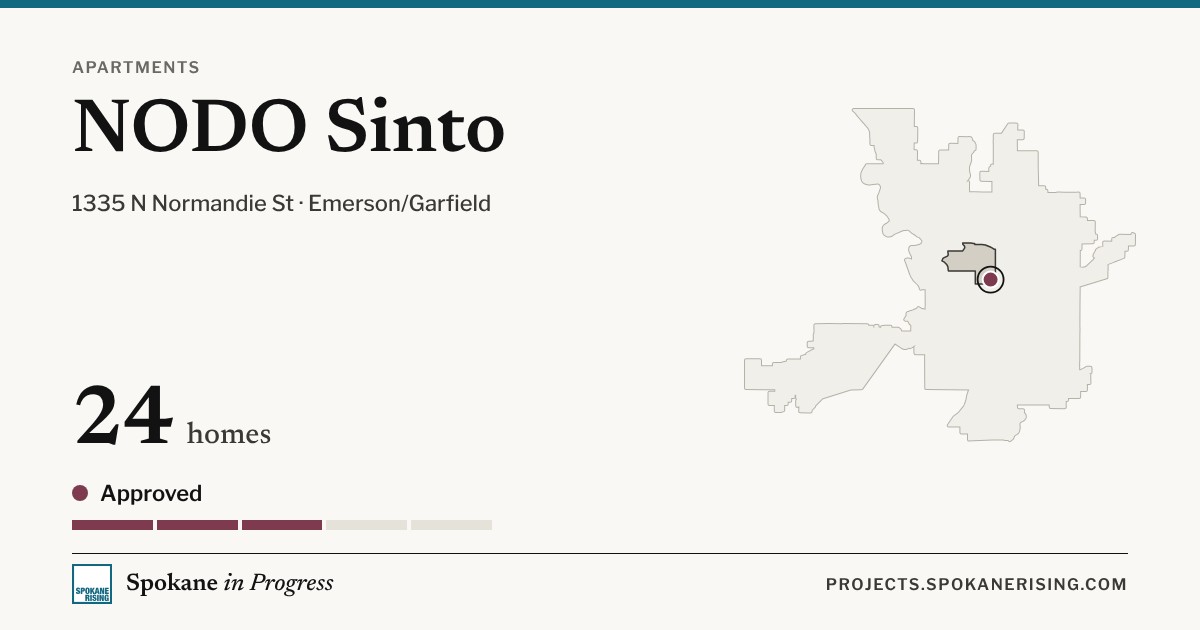 APARTMENTS
NODO Sinto
1335 N Normandie St · Emerson/Garfield
24 homes
Approved
SPOKANE
RISING
Spokane in Progress
PROJECTS.SPOKANERISING.COM